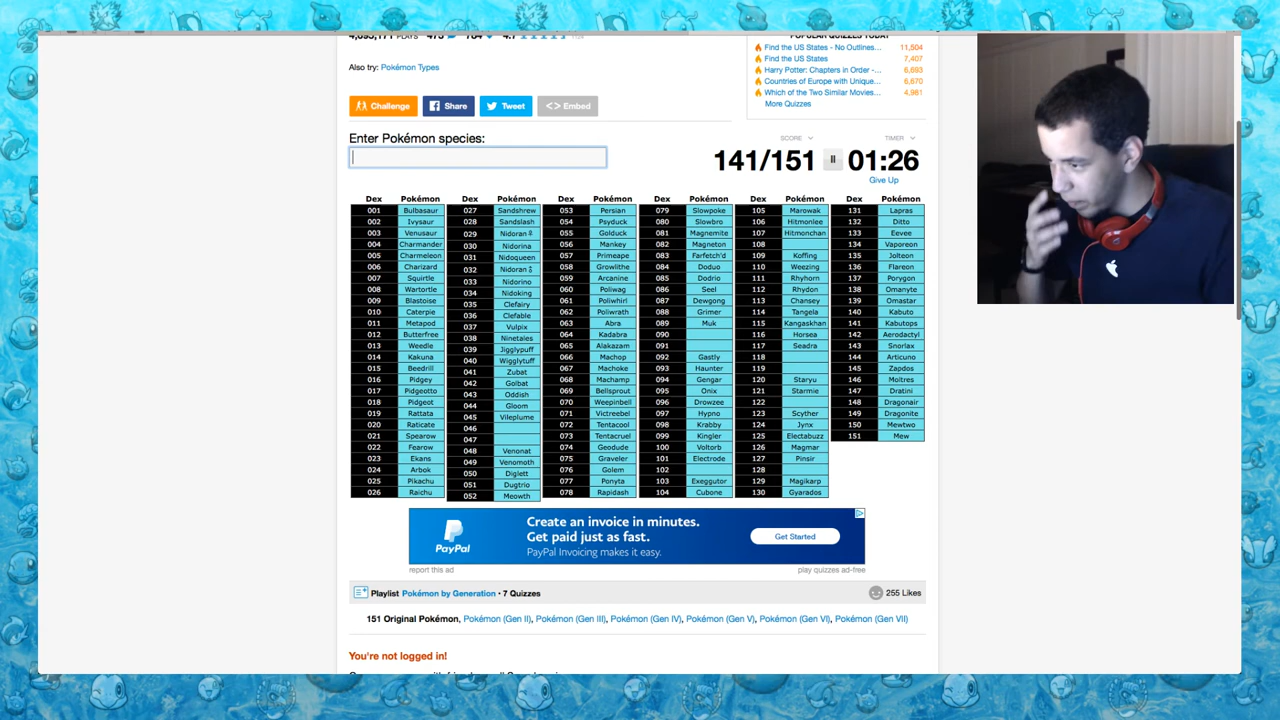 4,695,171 PLAYS 475 784 4.7
POPULAR QUIZZES TODAY
Find the US States - No Outlines... 11,504
Find the US States 7,407
Harry Potter: Chapters in Order -... 6,693
Countries of Europe with Unique... 6,670
Which of the Two Similar Movies... 4,981
More Quizzes
Also try: Pokémon Types
Challenge Share Tweet <> Embed
Enter Pokémon species:
SCORE TIMER
141/151 01:26
Give Up
Dex Pokémon Dex Pokémon Dex Pokémon Dex Pokémon Dex Pokémon Dex Pokémon
001 Bulbasaur 027 Sandshrew 053 Persian 079 Slowpoke 105 Marowak 131 Lapras
002 Ivysaur 028 Sandslash 054 Psyduck 080 Slowbro 106 Hitmonlee 132 Ditto
003 Venusaur 029 Nidoran♀ 055 Golduck 081 Magnemite 107 Hitmonchan 133 Eevee
004 Charmander 030 Nidorina 056 Mankey 082 Magneton 108 134 Vaporeon
005 Charmeleon 031 Nidoqueen 057 Primeape 083 Farfetch'd 109 Koffing 135 Jolteon
006 Charizard 032 Nidoran♂ 058 Growlithe 084 Doduo 110 Weezing 136 Flareon
007 Squirtle 033 Nidorino 059 Arcanine 085 Dodrio 111 Rhyhorn 137 Porygon
008 Wartortle 034 Nidoking 060 Poliwag 086 Seel 112 Rhydon 138 Omanyte
009 Blastoise 035 Clefairy 061 Poliwhirl 087 Dewgong 113 Chansey 139 Omastar
010 Caterpie 036 Clefable 062 Poliwrath 088 Grimer 114 Tangela 140 Kabuto
011 Metapod 037 Vulpix 063 Abra 089 Muk 115 Kangaskhan 141 Kabutops
012 Butterfree 038 Ninetales 064 Kadabra 090 116 Horsea 142 Aerodactyl
013 Weedle 039 Jigglypuff 065 Alakazam 091 117 Seadra 143 Snorlax
014 Kakuna 040 Wigglytuff 066 Machop 092 Gastly 118 144 Articuno
015 Beedrill 041 Zubat 067 Machoke 093 Haunter 119 145 Zapdos
016 Pidgey 042 Golbat 068 Machamp 094 Gengar 120 Staryu 146 Moltres
017 Pidgeotto 043 Oddish 069 Bellsprout 095 Onix 121 Starmie 147 Dratini
018 Pidgeot 044 Gloom 070 Weepinbell 096 Drowzee 122 148 Dragonair
019 Rattata 045 Vileplume 071 Victreebel 097 Hypno 123 Scyther 149 Dragonite
020 Raticate 046 072 Tentacool 098 Krabby 124 Jynx 150 Mewtwo
021 Spearow 047 073 Tentacruel 099 Kingler 125 Electabuzz 151 Mew
022 Fearow 048 Venonat 074 Geodude 100 Voltorb 126 Magmar
023 Ekans 049 Venomoth 075 Graveler 101 Electrode 127 Pinsir
024 Arbok 050 Diglett 076 Golem 102 128
025 Pikachu 051 Dugtrio 077 Ponyta 103 Exeggutor 129 Magikarp
026 Raichu 052 Meowth 078 Rapidash 104 Cubone 130 Gyarados
PayPal
Create an invoice in minutes.
Get paid just as fast.
PayPal Invoicing makes it easy.
Get Started
report this ad play quizzes ad-free
Playlist Pokémon by Generation • 7 Quizzes 255 Likes
151 Original Pokémon, Pokémon (Gen II), Pokémon (Gen III), Pokémon (Gen IV), Pokémon (Gen V), Pokémon (Gen VI), Pokémon (Gen VII)
You're not logged in!